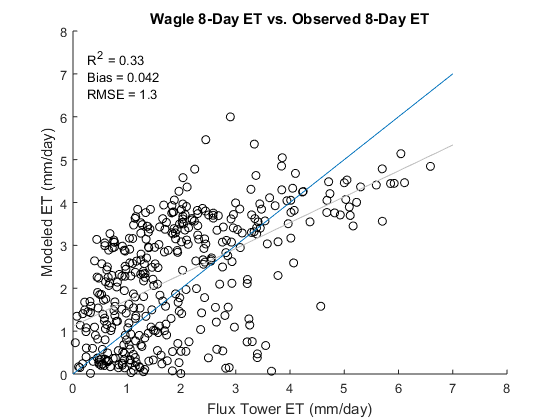 Wagle 8-Day ET vs. Observed 8-Day ET
R² = 0.33
Bias = 0.042
RMSE = 1.3
Modeled ET (mm/day)
8
7
6
5
4
3
2
1
0
0 1 2 3 4 5 6 7 8
Flux Tower ET (mm/day)